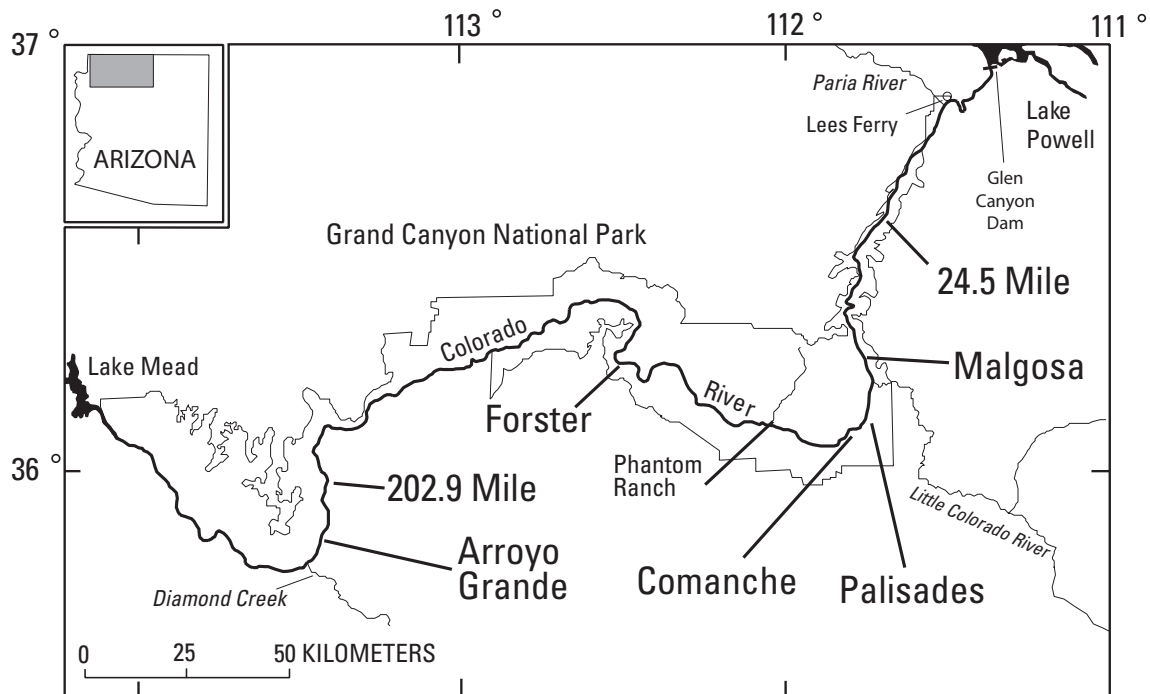 113 °
112 °
111 °
37 °
Paria River
Lees Ferry
Lake
Powell
ARIZONA
Glen
Canyon
Dam
Grand Canyon National Park
24.5 Mile
Colorado
Lake Mead
Malgosa
River
Forster
Phantom
Ranch
36 °
202.9 Mile
Little Colorado River
Arroyo
Grande
Comanche
Palisades
Diamond Creek
0 25 50 KILOMETERS